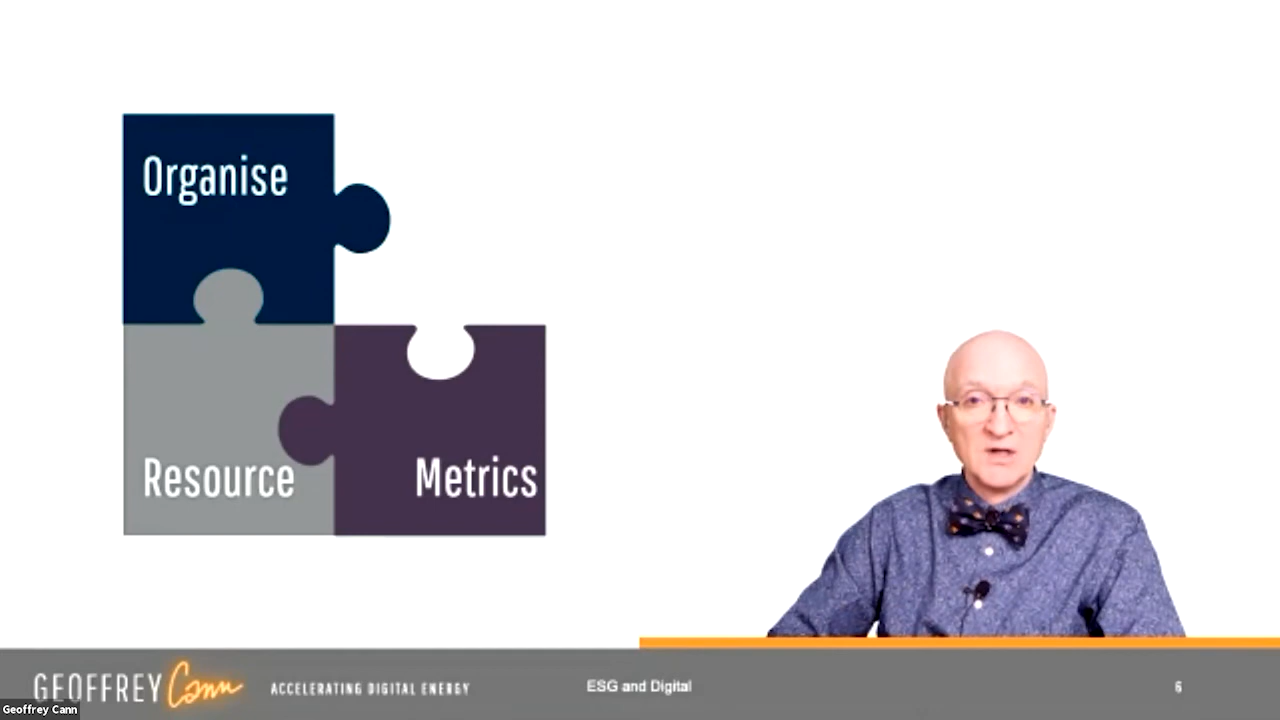 Organise
Resource
Metrics
GEOFFREY Cann
ACCELERATING DIGITAL ENERGY
ESG and Digital
6
Geoffrey Cann